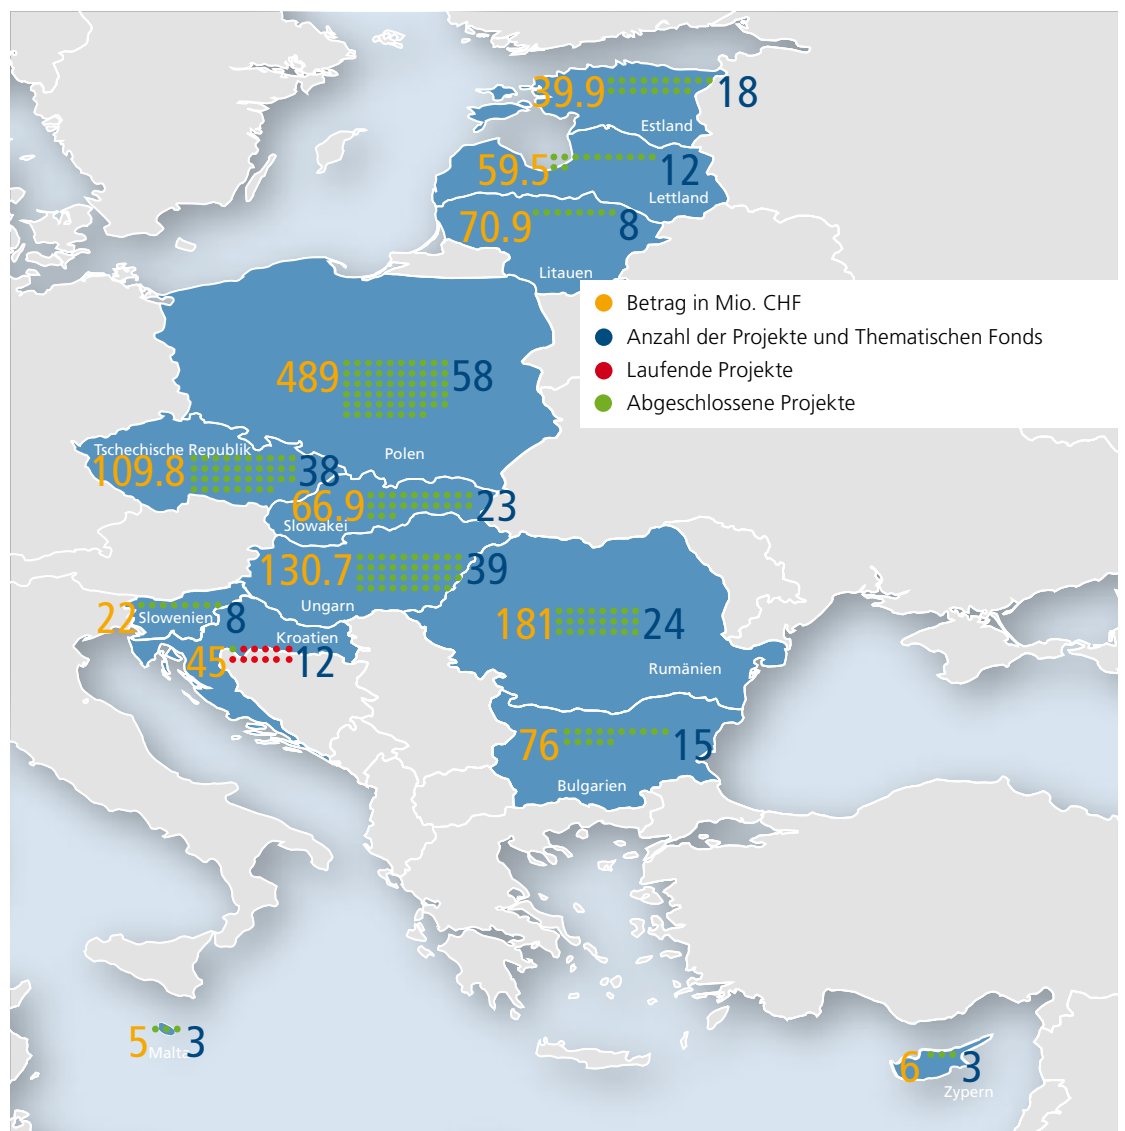 39.9 18
Estland
59.5 12
Lettland
70.9 8
Litauen
Betrag in Mio. CHF
Anzahl der Projekte und Thematischen Fonds
Laufende Projekte
Abgeschlossene Projekte
489 58
Polen
Tschechische Republik
109.8 38
66.9 23
Slowakei
130.7 39
Ungarn
22 Slowenien 8
Kroatien
45 12
181 24
Rumänien
76 15
Bulgarien
5 3
Malta
6 3
Zypern